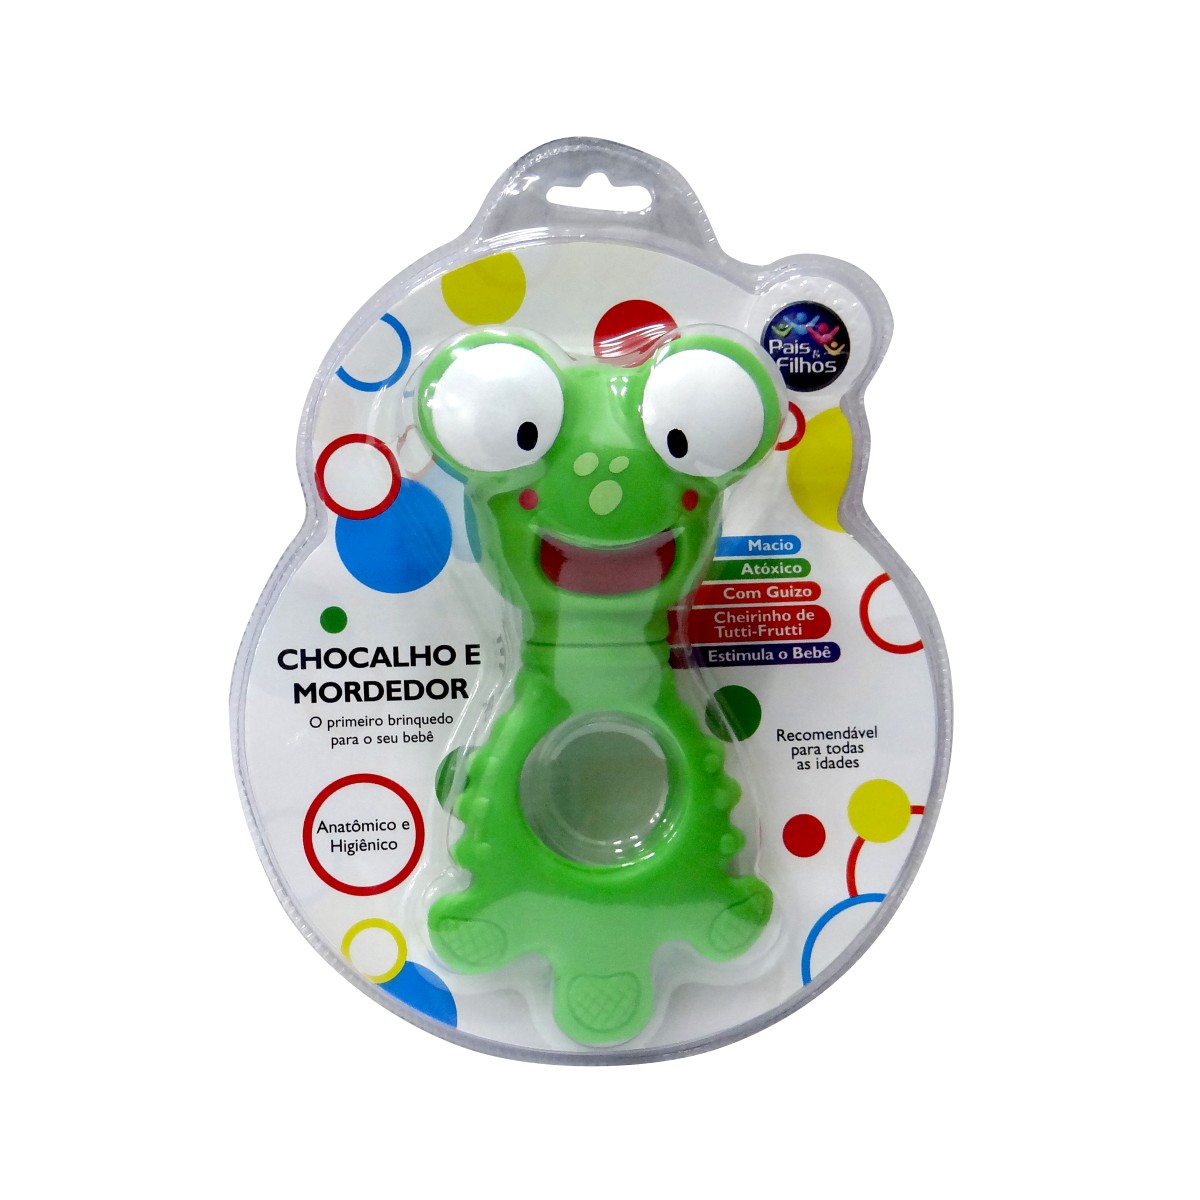 Pais &
Filhos
Macio
Atóxico
Com Guizo
Cheirinho de
Tutti-Frutti
Estimula o Bebê
CHOCALHO E
MORDEDOR
O primeiro brinquedo
para o seu bebê
Recomendável
para todas
as idades
Anatômico e
Higiênico